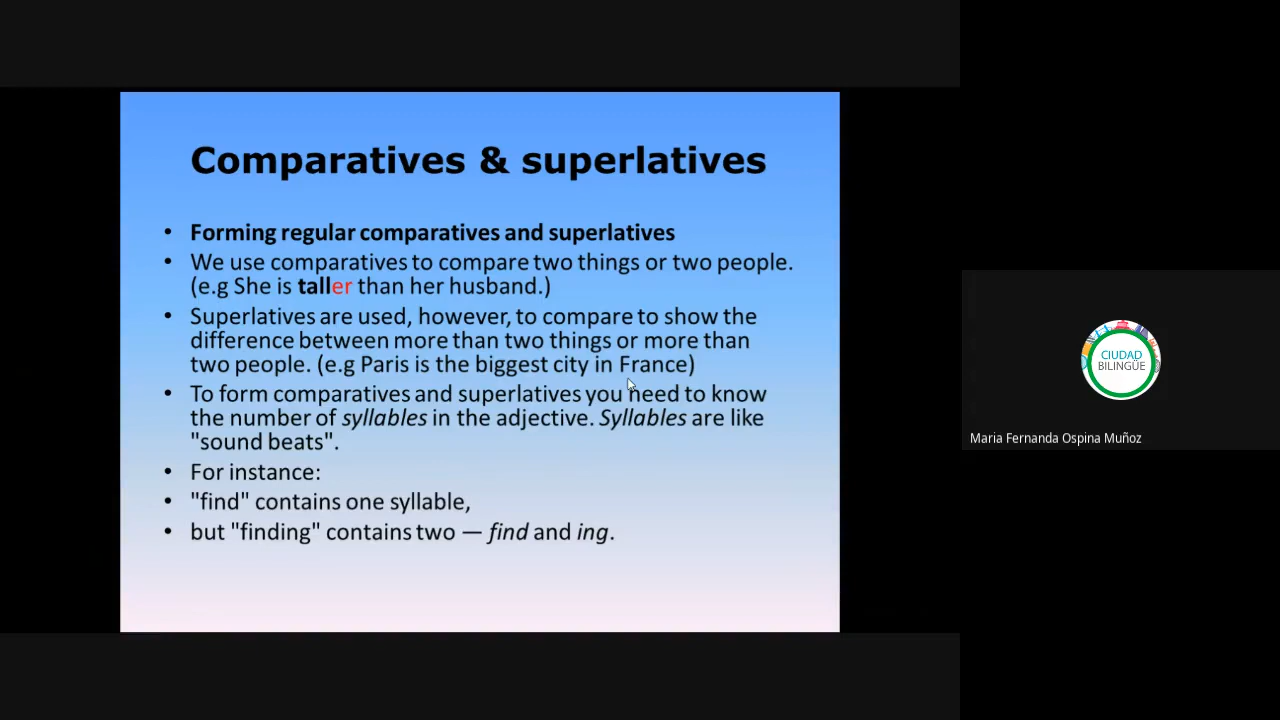 Comparatives & superlatives
• Forming regular comparatives and superlatives
• We use comparatives to compare two things or two people.
(e.g She is taller than her husband.)
• Superlatives are used, however, to compare to show the
difference between more than two things or more than
two people. (e.g Paris is the biggest city in France)
• To form comparatives and superlatives you need to know
the number of syllables in the adjective. Syllables are like
"sound beats".
• For instance:
• "find" contains one syllable,
• but "finding" contains two — find and ing.
CIUDAD
BILINGÜE
Maria Fernanda Ospina Muñoz